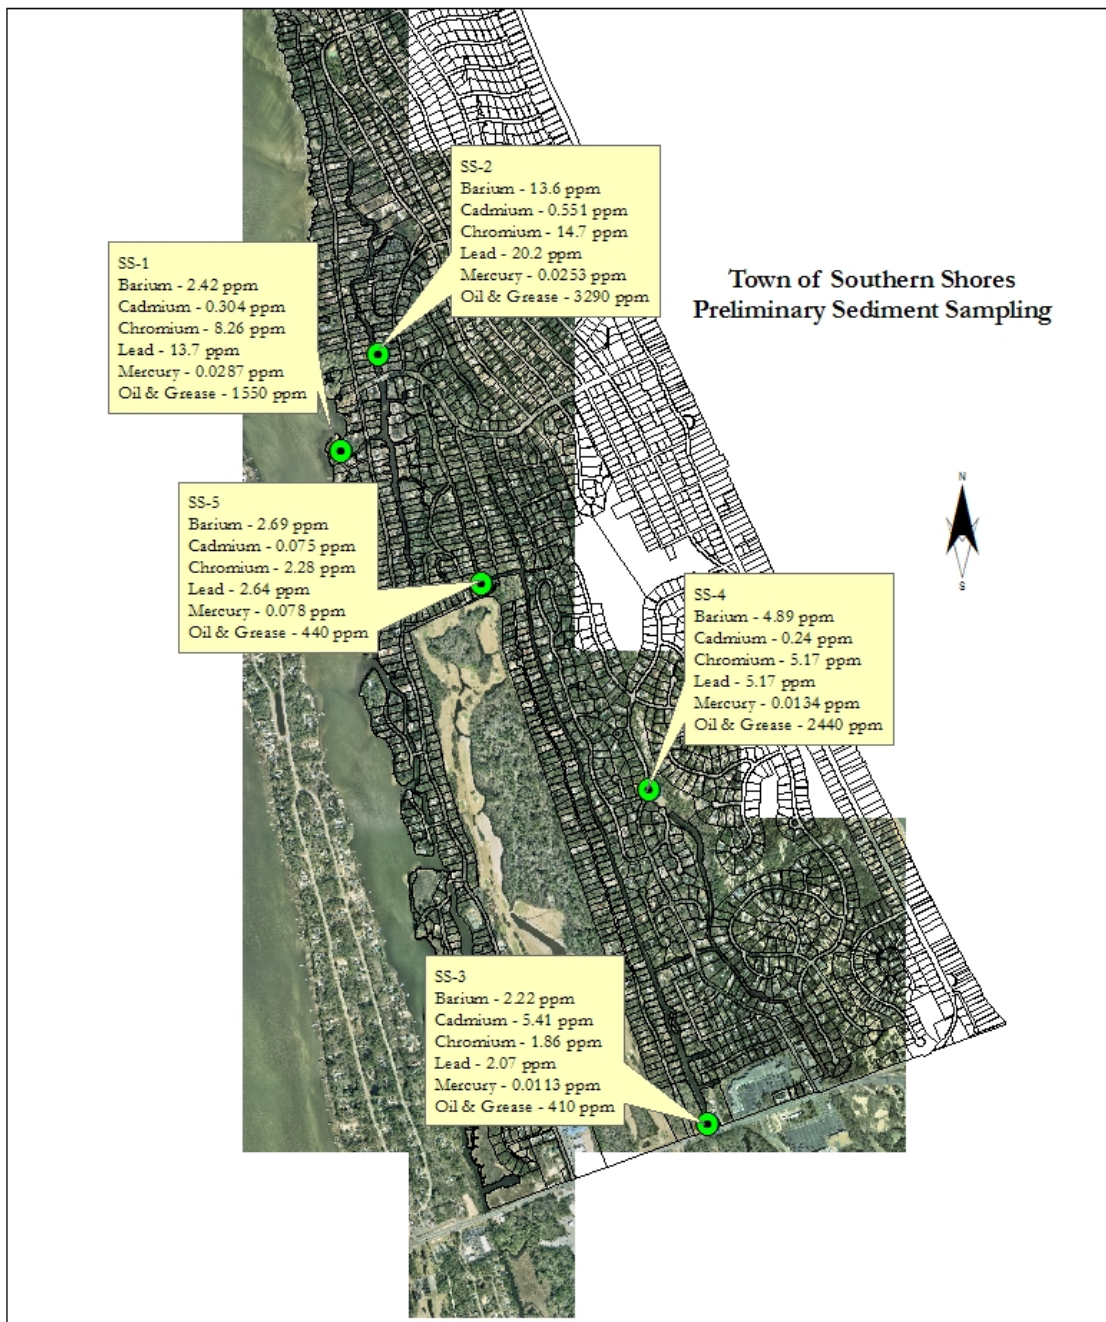 SS-2
Barium - 13.6 ppm
Cadmium - 0.551 ppm
Chromium - 14.7 ppm
Lead - 20.2 ppm
Mercury - 0.0253 ppm
Oil & Grease - 3290 ppm
SS-1
Barium - 2.42 ppm
Cadmium - 0.304 ppm
Chromium - 8.26 ppm
Lead - 13.7 ppm
Mercury - 0.0287 ppm
Oil & Grease - 1550 ppm
Town of Southern Shores
Preliminary Sediment Sampling
N
S
SS-5
Barium - 2.69 ppm
Cadmium - 0.075 ppm
Chromium - 2.28 ppm
Lead - 2.64 ppm
Mercury - 0.078 ppm
Oil & Grease - 440 ppm
SS-4
Barium - 4.89 ppm
Cadmium - 0.24 ppm
Chromium - 5.17 ppm
Lead - 5.17 ppm
Mercury - 0.0134 ppm
Oil & Grease - 2440 ppm
SS-3
Barium - 2.22 ppm
Cadmium - 5.41 ppm
Chromium - 1.86 ppm
Lead - 2.07 ppm
Mercury - 0.0113 ppm
Oil & Grease - 410 ppm